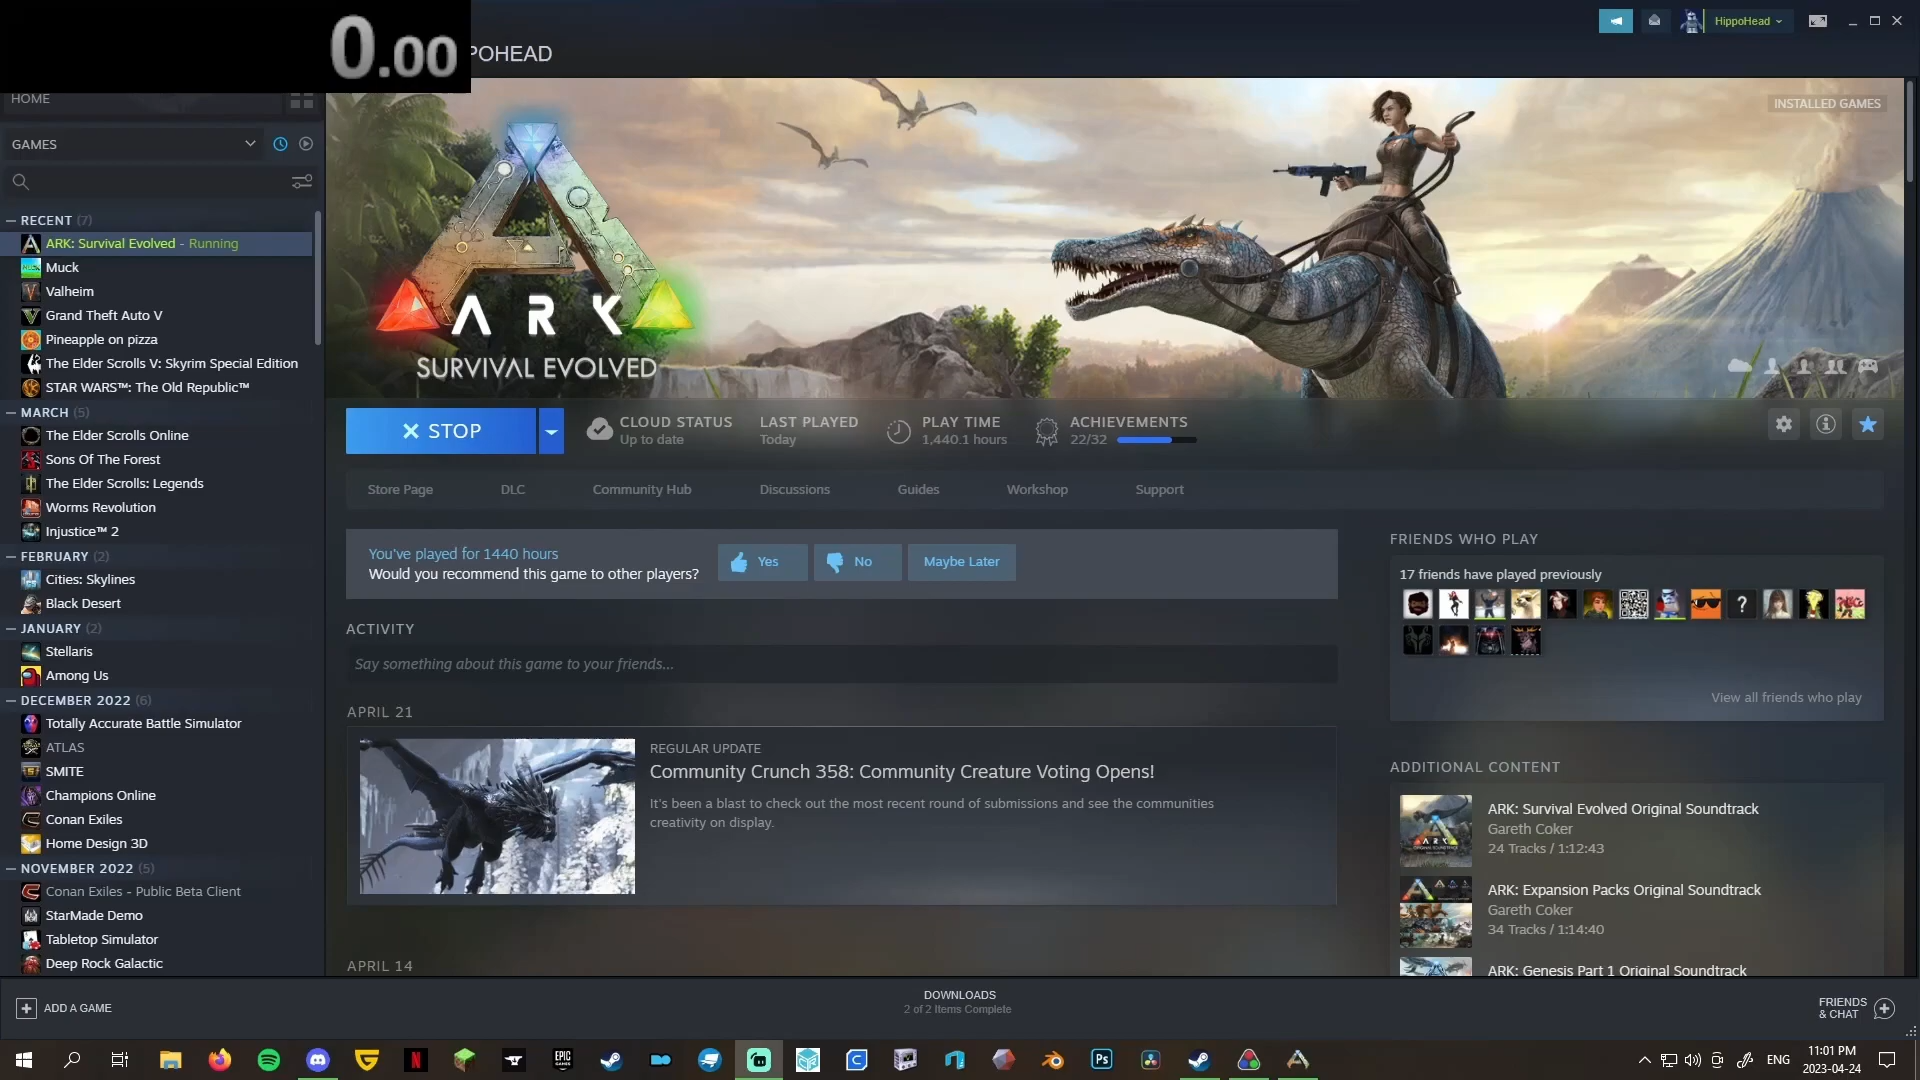 0.00
POHEAD
HippoHead
HOME
INSTALLED GAMES
GAMES
RECENT (7)
ARK: Survival Evolved - Running
Muck
Valheim
Grand Theft Auto V
Pineapple on pizza
The Elder Scrolls V: Skyrim Special Edition
STAR WARS™: The Old Republic™
MARCH (5)
The Elder Scrolls Online
Sons Of The Forest
The Elder Scrolls: Legends
Worms Revolution
Injustice™ 2
FEBRUARY (2)
Cities: Skylines
Black Desert
JANUARY (2)
Stellaris
Among Us
DECEMBER 2022 (6)
Totally Accurate Battle Simulator
ATLAS
SMITE
Champions Online
Conan Exiles
Home Design 3D
NOVEMBER 2022 (5)
Conan Exiles - Public Beta Client
StarMade Demo
Tabletop Simulator
Deep Rock Galactic
ARK
SURVIVAL EVOLVED
STOP
CLOUD STATUS
Up to date
LAST PLAYED
Today
PLAY TIME
1,440.1 hours
ACHIEVEMENTS
22/32
Store Page DLC Community Hub Discussions Guides Workshop Support
You've played for 1440 hours
Would you recommend this game to other players?
Yes
No
Maybe Later
ACTIVITY
Say something about this game to your friends...
APRIL 21
REGULAR UPDATE
Community Crunch 358: Community Creature Voting Opens!
It's been a blast to check out the most recent round of submissions and see the communities
creativity on display.
APRIL 14
FRIENDS WHO PLAY
17 friends have played previously
?
View all friends who play
ADDITIONAL CONTENT
ARK: Survival Evolved Original Soundtrack
Gareth Coker
24 Tracks / 1:12:43
ARK: Expansion Packs Original Soundtrack
Gareth Coker
34 Tracks / 1:14:40
ARK: Genesis Part 1 Original Soundtrack
ADD A GAME
DOWNLOADS
2 of 2 Items Complete
FRIENDS
& CHAT
N
EPIC
GAMES
Ps
ENG
11:01 PM
2023-04-24